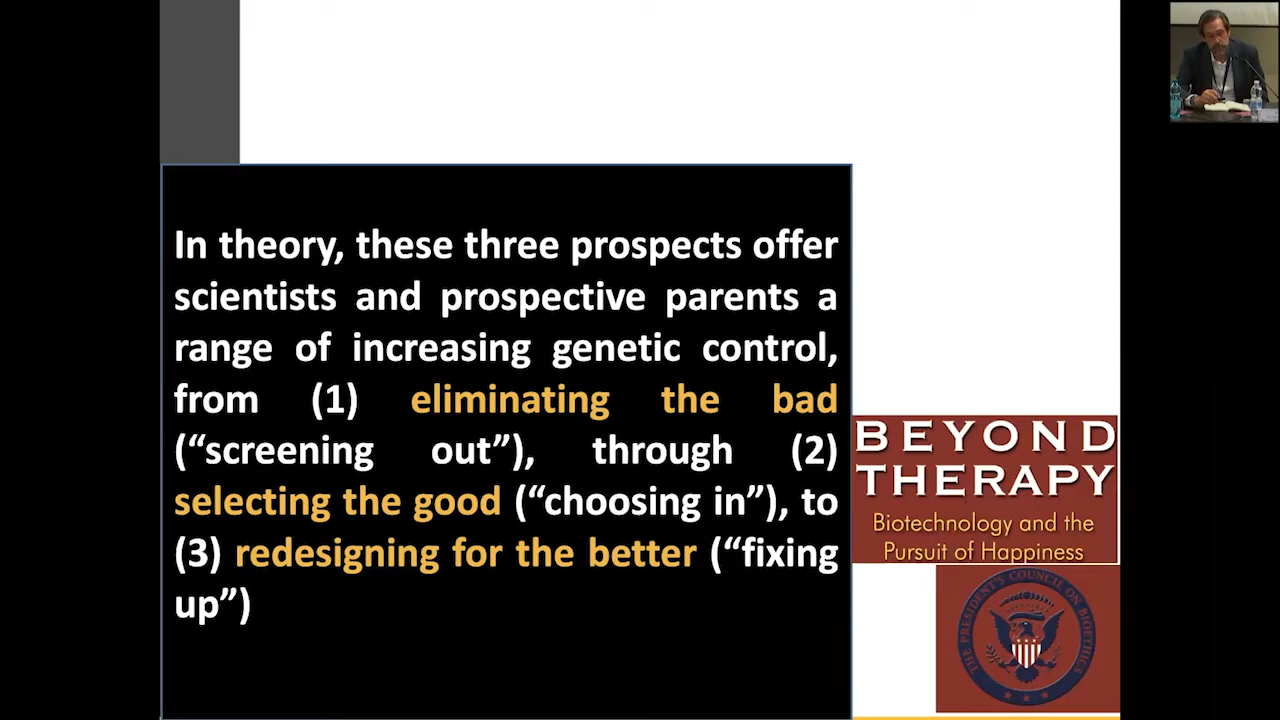 In theory, these three prospects offer
scientists and prospective parents a
range of increasing genetic control,
from (1) eliminating the bad
(“screening out”), through (2)
selecting the good (“choosing in”), to
(3) redesigning for the better (“fixing
up”)
BEYOND
THERAPY
Biotechnology and the
Pursuit of Happiness
THE PRESIDENT'S COUNCIL ON BIOETHICS